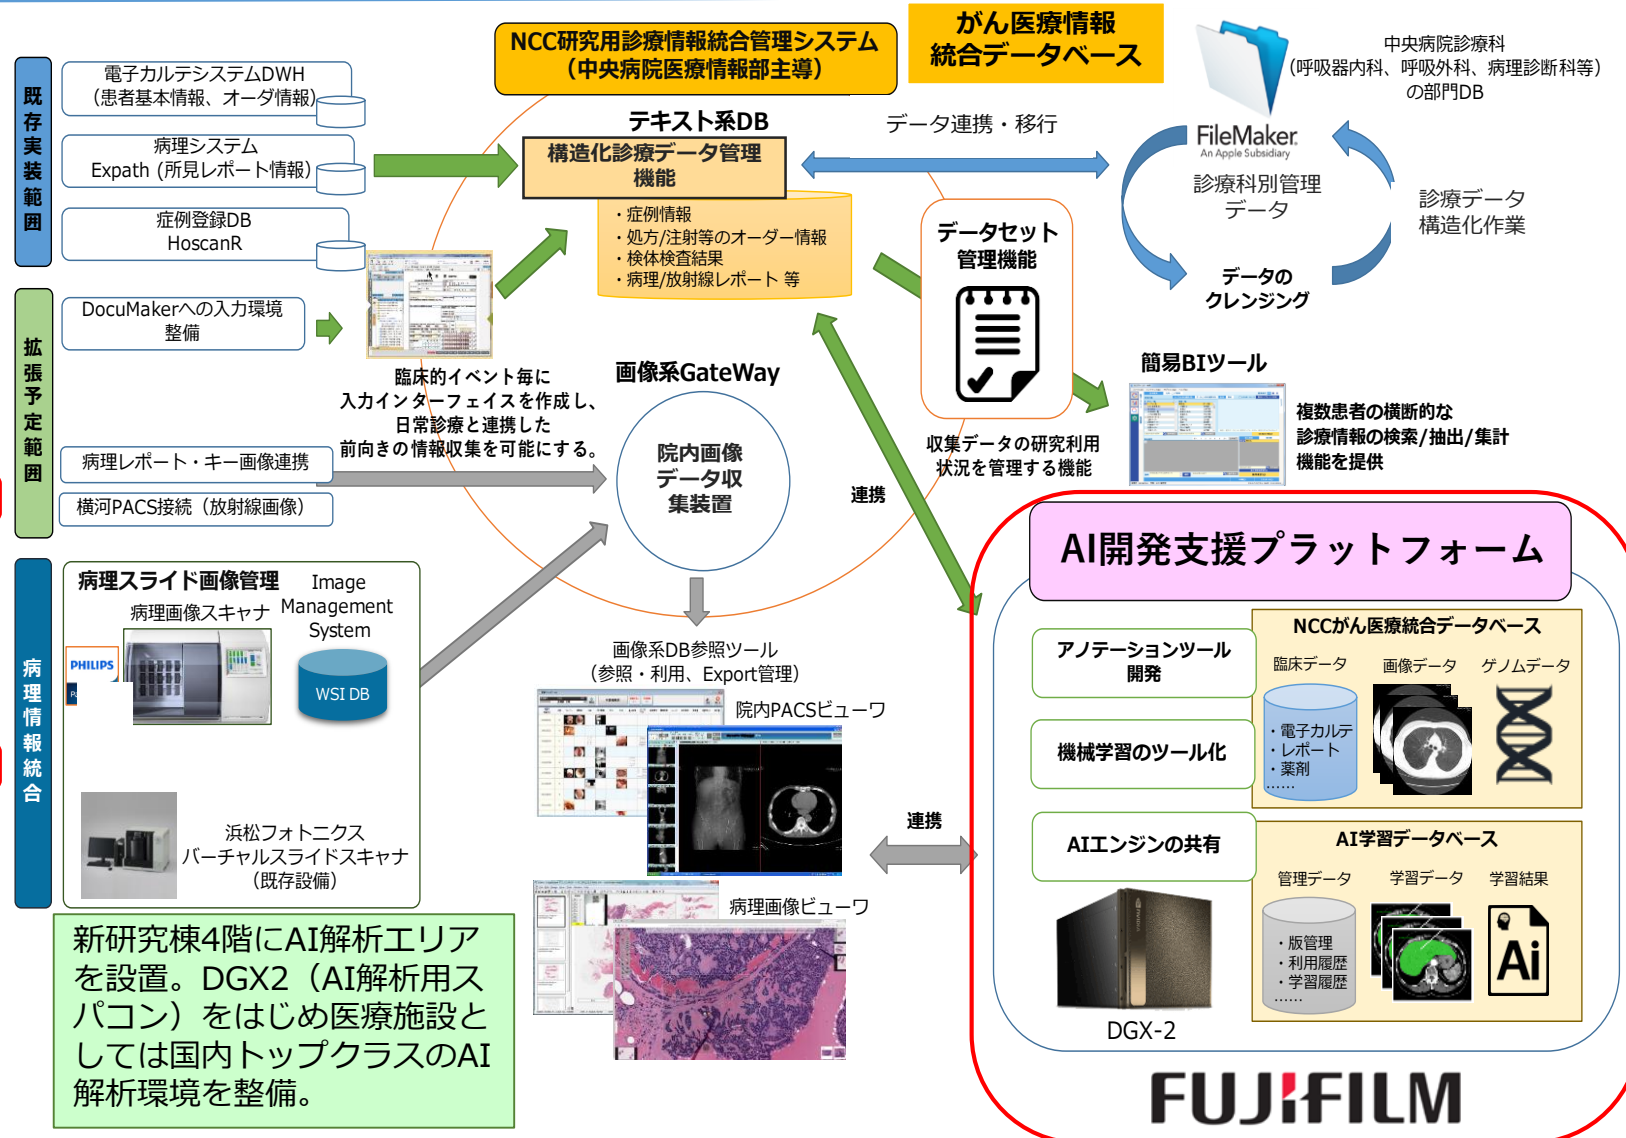 NCC研究用診療情報統合管理システム
（中央病院医療情報部主導）
がん医療情報
統合データベース
中央病院診療科
（呼吸器内科、呼吸外科、病理診断科等）
の部門DB
既存実装範囲
電子カルテシステムDWH
（患者基本情報、オーダ情報）
病理システム
Expath (所見レポート情報）
症例登録DB
HoscanR
テキスト系DB
構造化診療データ管理
機能
・症例情報
・処方/注射等のオーダー情報
・検体検査結果
・病理/放射線レポート 等
データ連携・移行
FileMaker.
An Apple Subsidiary
診療科別管理
データ
診療データ
構造化作業
データの
クレンジング
データセット
管理機能
収集データの研究利用
状況を管理する機能
簡易BIツール
複数患者の横断的な
診療情報の検索/抽出/集計
機能を提供
拡張予定範囲
DocuMakerへの入力環境
整備
臨床的イベント毎に
入力インターフェイスを作成し、
日常診療と連携した
前向きの情報収集を可能にする。
病理レポート・キー画像連携
横河PACS接続（放射線画像）
画像系GateWay
院内画像
データ収
集装置
連携
病理情報統合
病理スライド画像管理
病理画像スキャナ
Image
Management
System
PHILIPS
WSI DB
浜松フォトニクス
バーチャルスライドスキャナ
（既存設備）
画像系DB参照ツール
（参照・利用、Export管理）
院内PACSビューワ
病理画像ビューワ
連携
AI開発支援プラットフォーム
アノテーションツール
開発
機械学習のツール化
AIエンジンの共有
DGX-2
NCCがん医療統合データベース
臨床データ
画像データ
ゲノムデータ
・電子カルテ
・レポート
・薬剤
……
AI学習データベース
管理データ
学習データ
学習結果
・版管理
・利用履歴
・学習履歴
……
Ai
FUJIFILM
新研究棟4階にAI解析エリア
を設置。DGX2（AI解析用ス
パコン）をはじめ医療施設と
しては国内トップクラスのAI
解析環境を整備。